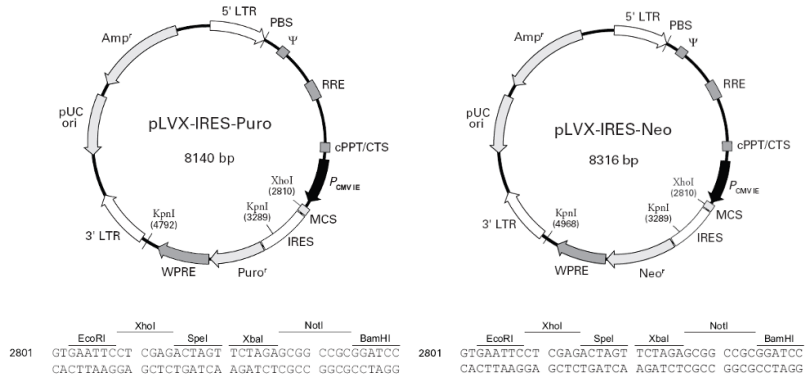 5' LTR
PBS
Ψ
Ampʳ
RRE
pUC
ori
pLVX-IRES-Puro
8140 bp
cPPT/CTS
XhoI
(2810)
P CMV IE
KpnI
(3289)
KpnI
(4792)
MCS
3' LTR
IRES
WPRE
Puroʳ
XhoI
NotI
EcoRI
SpeI
XbaI
BamHI
2801
GTGAATTCCT CGAGACTAGT TCTAGAGCGG CCGCGGATCC
CACTTAAGGA GCTCTGATCA AGATCTCGCC GGCGCCTAGG
5' LTR
PBS
Ψ
Ampʳ
RRE
pUC
ori
pLVX-IRES-Neo
8316 bp
cPPT/CTS
XhoI
(2810)
P CMV IE
KpnI
(3289)
KpnI
(4968)
MCS
3' LTR
IRES
WPRE
Neoʳ
XhoI
NotI
EcoRI
SpeI
XbaI
BamHI
2801
GTGAATTCCT CGAGACTAGT TCTAGAGCGG CCGCGGATCC
CACTTAAGGA GCTCTGATCA AGATCTCGCC GGCGCCTAGG